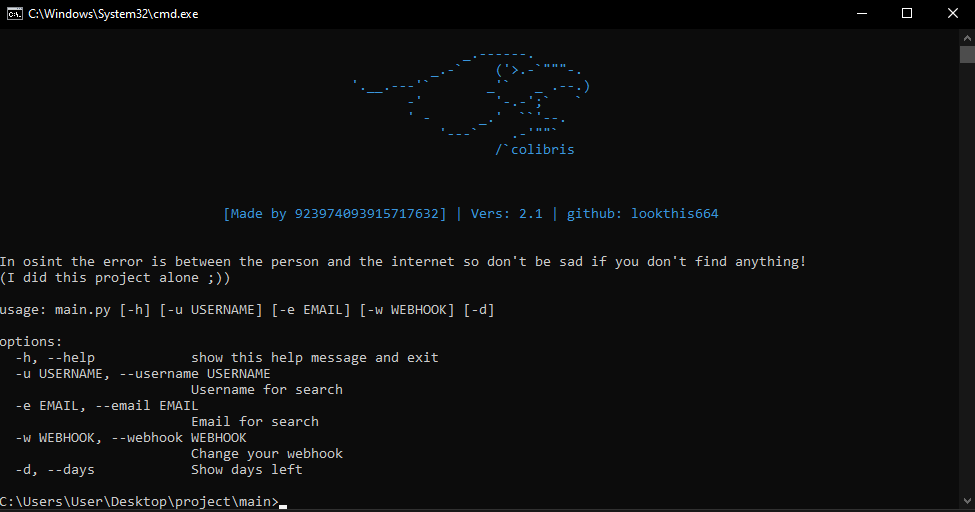 C:\Windows\System32\cmd.exe
/`colibris
[Made by 923974093915717632] | Vers: 2.1 | github: lookthis664
In osint the error is between the person and the internet so don't be sad if you don't find anything!
(I did this project alone ;))
usage: main.py [-h] [-u USERNAME] [-e EMAIL] [-w WEBHOOK] [-d]
options:
-h, --help show this help message and exit
-u USERNAME, --username USERNAME
Username for search
-e EMAIL, --email EMAIL
Email for search
-w WEBHOOK, --webhook WEBHOOK
Change your webhook
-d, --days Show days left
C:\Users\User\Desktop\project\main>